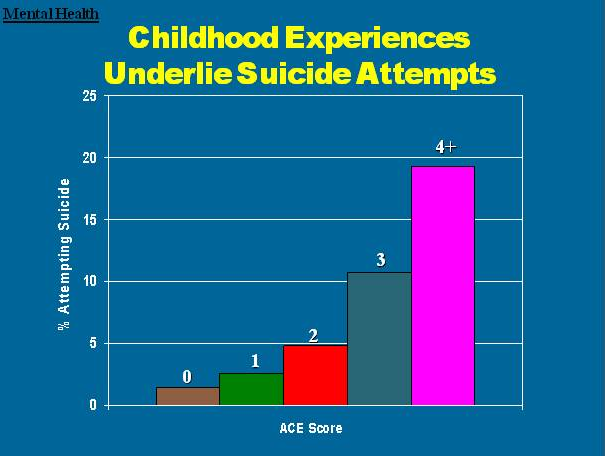 Mental Health
Childhood Experiences
Underlie Suicide Attempts
25
20
15
10
5
0
% Attempting Suicide
0
1
2
3
4+
ACE Score